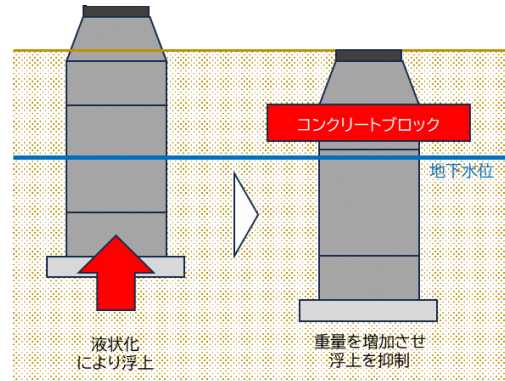 コンクリートブロック
地下水位
液状化
により浮上
重量を増加させ
浮上を抑制